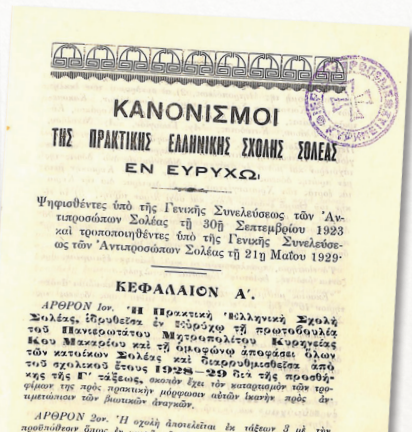 ΚΑΝΟΝΙΣΜΟΙ
ΤΗΣ ΠΡΑΚΤΙΚΗΣ ΕΛΛΗΝΙΚΗΣ ΣΧΟΛΗΣ ΣΟΛΕΑΣ
ΕΝ ΕΥΡΥΧΩι
Ψηφισθέντες ὑπὸ τῆς Γενικῆς Συνελεύσεως τῶν Ἀν-
τιπροσώπων Σολέας τῇ 30ῇ Σεπτεμβρίου 1923
καὶ τροποποιηθέντες ὑπὸ τῆς Γενικῆς Συνελεύσε-
ως τῶν Ἀντιπροσώπων Σολέας τῇ 21ῃ Μαΐου 1929·
ΚΕΦΑΛΑΙΟΝ Α΄.
ΑΡΘΡΟΝ 1ον. Ἡ Πρακτικὴ Ἑλληνικὴ Σχολὴ
Σολέας, ἱδρυθεῖσα ἐν Εὐρύχῳ τῇ πρωτοβουλίᾳ
τοῦ Πανιερωτάτου Μητροπολίτου Κυρηνείας
Κου Μακαρίου καὶ τῇ ὁμοφώνῳ ἀποφάσει ὅλων
τῶν κατοίκων Σολέας καὶ διαρρυθμισθεῖσα ἀπὸ
τοῦ σχολικοῦ ἔτους 1928—29 διὰ τῆς προσθή-
κης τῆς Γ΄ τάξεως, σκοπὸν ἔχει τὸν καταρτισμὸν τῶν τρο-
φίμων της πρὸς πρακτικὴν μόρφωσιν αὐτῶν ἱκανὴν πρὸς ἀν-
τιμετώπισιν τῶν βιωτικῶν ἀναγκῶν.
ΑΡΘΡΟΝ 2ον. Ἡ σχολὴ ἀποτελεῖται ἐκ τάξεων 3 μὲ τὴν